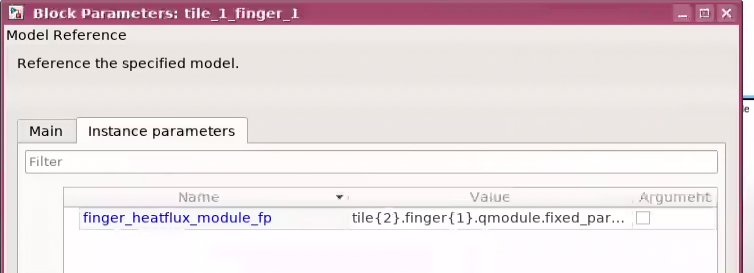 Block Parameters: tile_1_finger_1
Model Reference
Reference the specified model.
Main
Instance parameters
Filter
Name
Value
Argument
finger_heatflux_module_fp
tile{2}.finger{1}.qmodule.fixed_par...